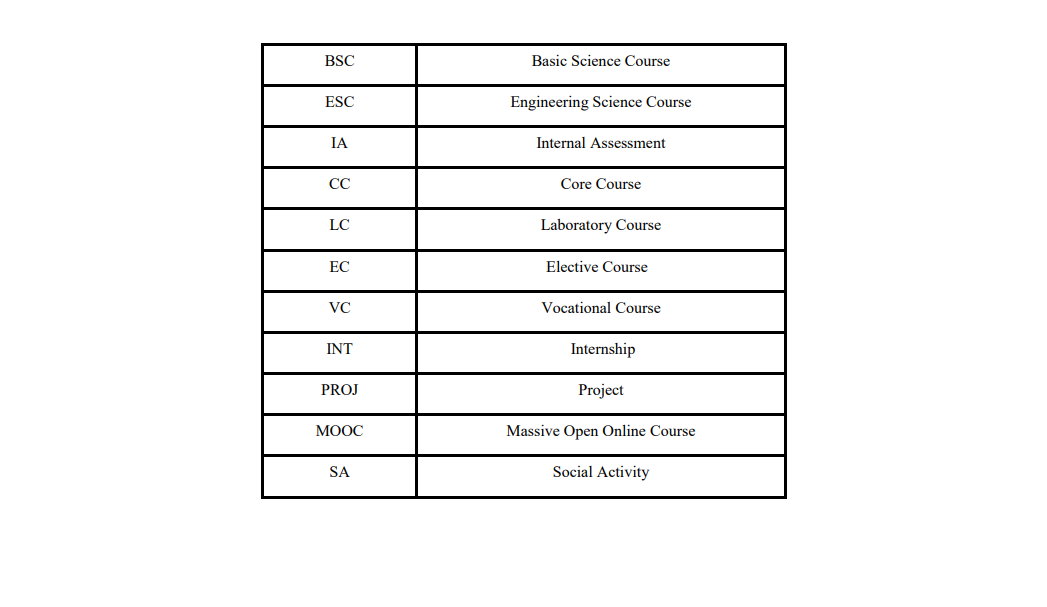 BSC Basic Science Course
ESC Engineering Science Course
IA Internal Assessment
CC Core Course
LC Laboratory Course
EC Elective Course
VC Vocational Course
INT Internship
PROJ Project
MOOC Massive Open Online Course
SA Social Activity